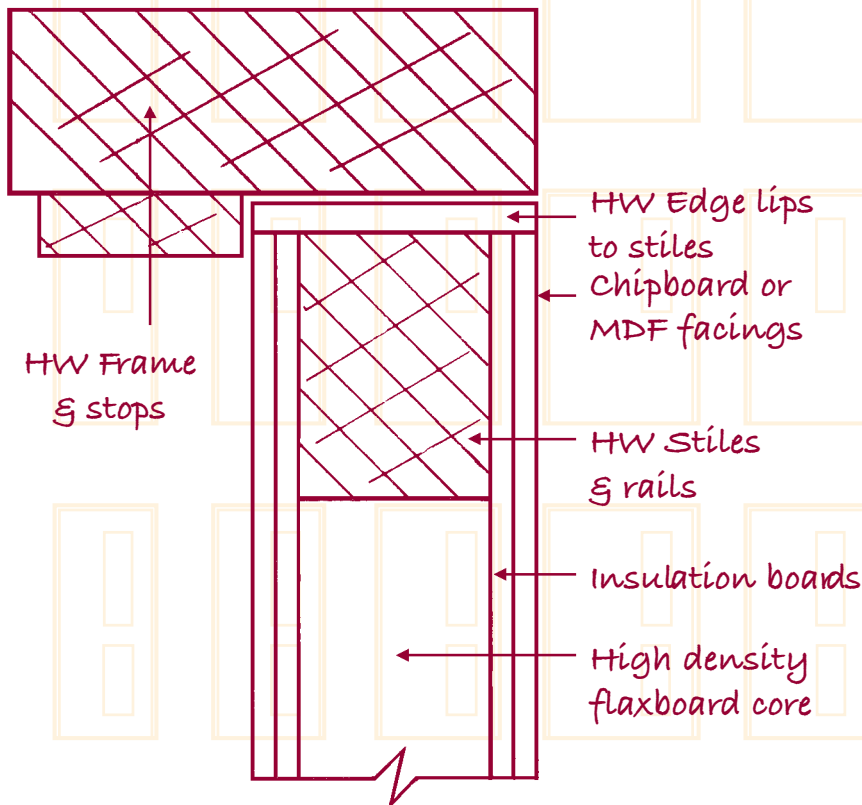 HW Edge lips
to stiles
Chipboard or
MDF facings
HW Frame
& stops
HW Stiles
& rails
Insulation boards
High density
flaxboard core